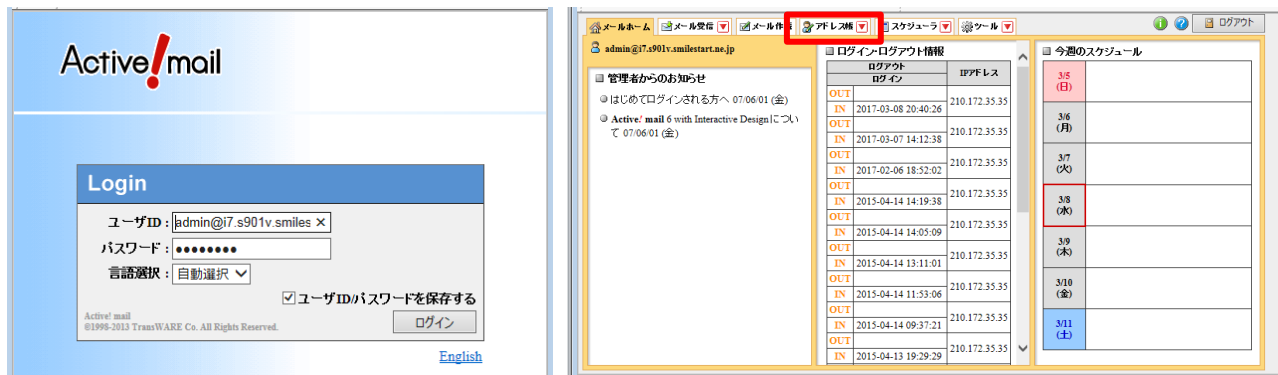 Active! mail
Login
ユーザID : admin@i7.s901v.smiles ×
パスワード : ●●●●●●●●
言語選択 : 自動選択
ユーザID/パスワードを保存する
Active! mail
©1998-2013 TransWARE Co. All Rights Reserved.
ログイン
English
メールホーム メール受信 メール作成 アドレス帳 スケジューラ ツール ログアウト
admin@i7.s901v.smilestart.ne.jp
管理者からのお知らせ
はじめてログインされる方へ 07/06/01 (金)
Active! mail 6 with Interactive Designについ
て 07/06/01 (金)
ログイン・ログアウト情報
ログアウト
ログイン
IPアドレス
OUT
IN 2017-03-08 20:40:26
210.172.35.35
OUT
IN 2017-03-07 14:12:38
210.172.35.35
OUT
IN 2017-02-06 18:52:02
210.172.35.35
OUT
IN 2015-04-14 14:19:38
210.172.35.35
OUT
IN 2015-04-14 14:05:09
210.172.35.35
OUT
IN 2015-04-14 13:11:01
210.172.35.35
OUT
IN 2015-04-14 11:53:06
210.172.35.35
OUT
IN 2015-04-14 09:37:21
210.172.35.35
OUT
IN 2015-04-13 19:29:29
210.172.35.35
今週のスケジュール
3/5
(日)
3/6
(月)
3/7
(火)
3/8
(水)
3/9
(木)
3/10
(金)
3/11
(土)